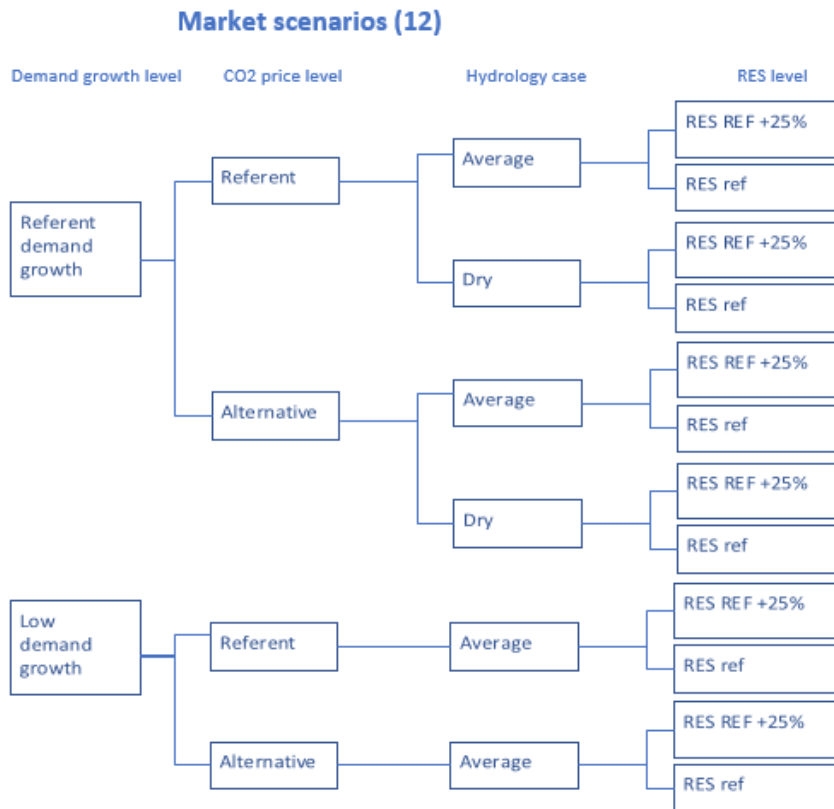 Market scenarios (12)
Demand growth level
CO2 price level
Hydrology case
RES level
Referent
demand
growth
Referent
Average
RES REF +25%
RES ref
Dry
RES REF +25%
RES ref
Alternative
Average
RES REF +25%
RES ref
Dry
RES REF +25%
RES ref
Low
demand
growth
Referent
Average
RES REF +25%
RES ref
Alternative
Average
RES REF +25%
RES ref